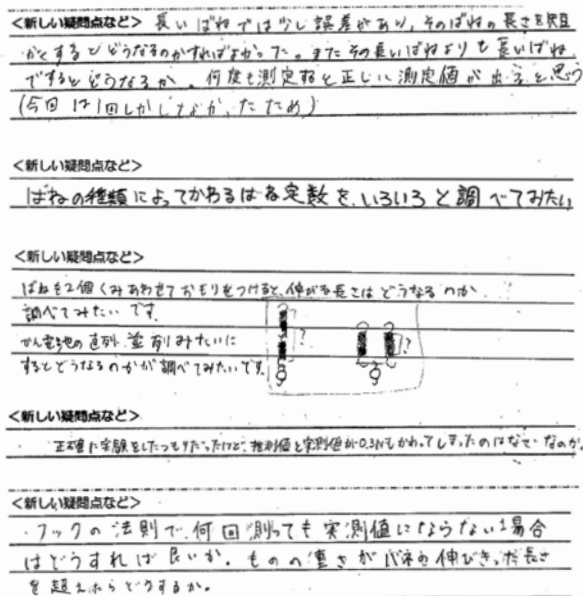 <新しい疑問点など> 長いばねでは少し誤差があり、そのばねの長さを短
かくするとどうなるのかすればよかった。またその長いばねよりも長いばね
でするとどうなるか。何度も測定すると正しい測定値が出ると思う
(今回は1回しかしなかったため)
<新しい疑問点など>
ばねの種類によってかわるばね定数を、いろいろと調べてみたい
<新しい疑問点など>
ばねを2個くみあわせておもりをつけると、伸びる長さはどうなるのか
調べてみたいです。
かん電池の直列、並列みたいに
するとどうなるのかが調べてみたいです。
?
?
<新しい疑問点など>
正確に実験をしたつもりだったけど、推測値と実測値が0.3Nもかわってしまったのはなぜなのか。
<新しい疑問点など>
・フックの法則で、何回測っても実測値にならない場合
はどうすれば良いか。ものの重さがバネの伸びきった長さ
を超えたらどうするか。